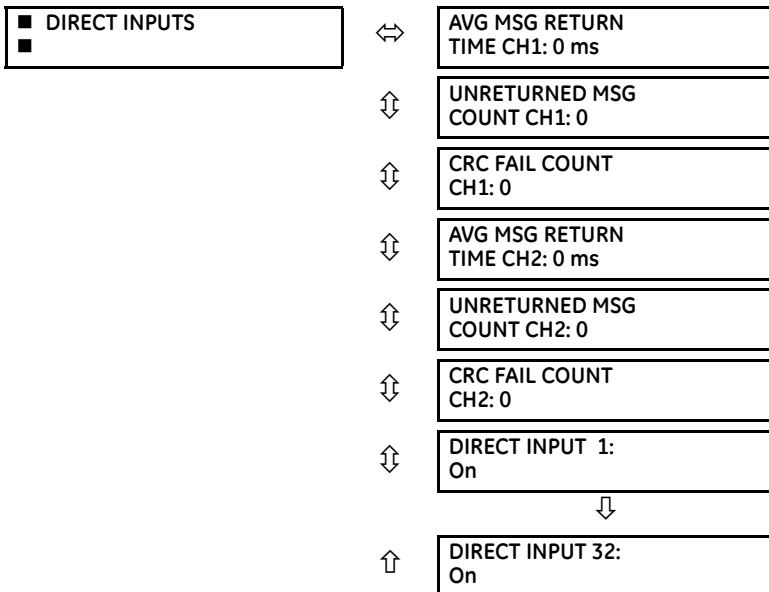 ■ DIRECT INPUTS
■
AVG MSG RETURN
TIME CH1: 0 ms
UNRETURNED MSG
COUNT CH1: 0
CRC FAIL COUNT
CH1: 0
AVG MSG RETURN
TIME CH2: 0 ms
UNRETURNED MSG
COUNT CH2: 0
CRC FAIL COUNT
CH2: 0
DIRECT INPUT  1:
On
DIRECT INPUT 32:
On